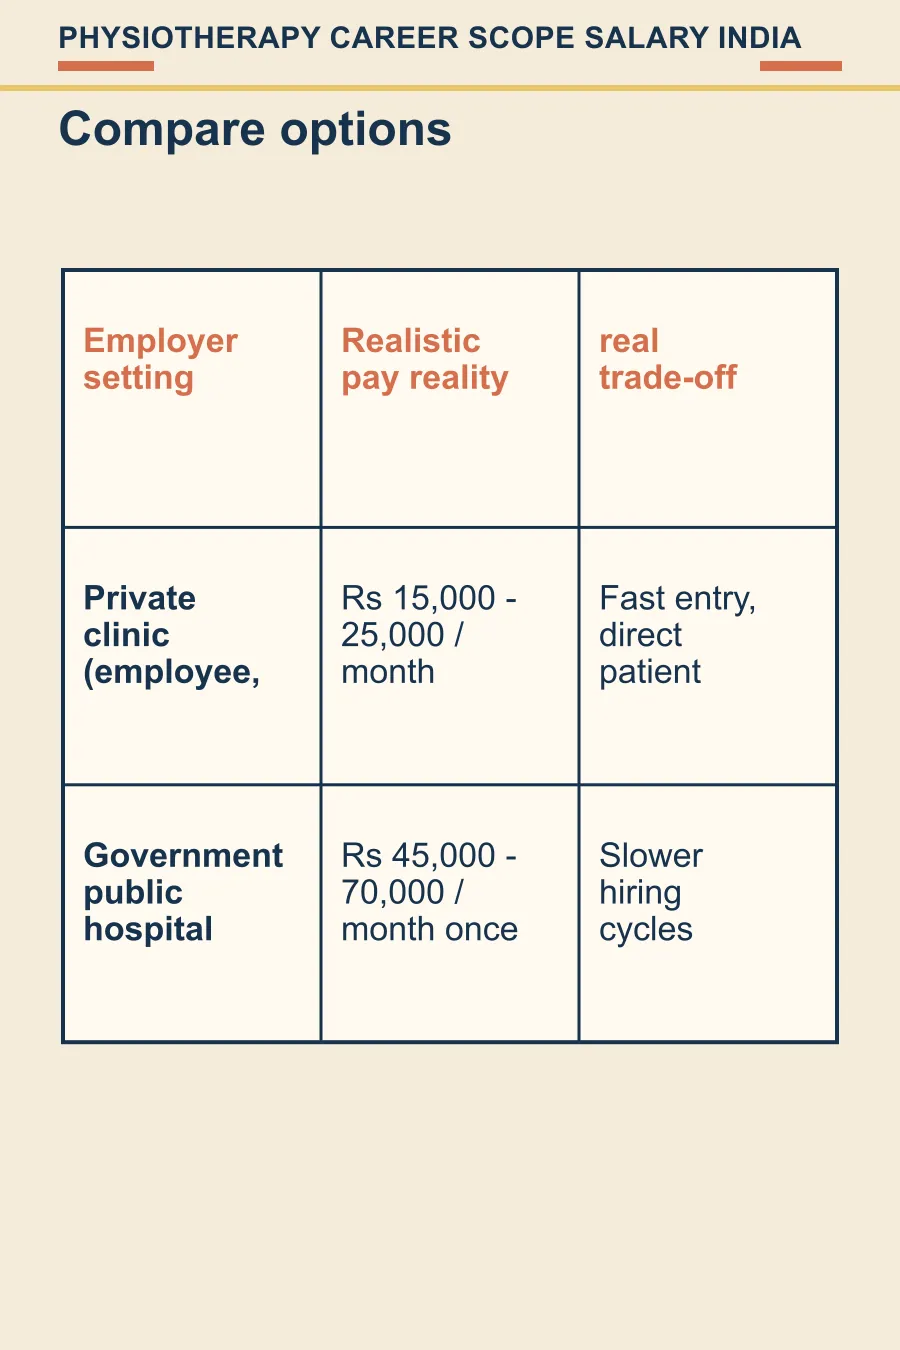 PHYSIOTHERAPY CAREER SCOPE SALARY INDIA
Compare options
Employer
setting
Realistic
pay reality
real
trade-off
Private
clinic
(employee,
Rs 15,000 -
25,000 /
month
Fast entry,
direct
patient
Government
public
hospital
Rs 45,000 -
70,000 /
month once
Slower
hiring
cycles